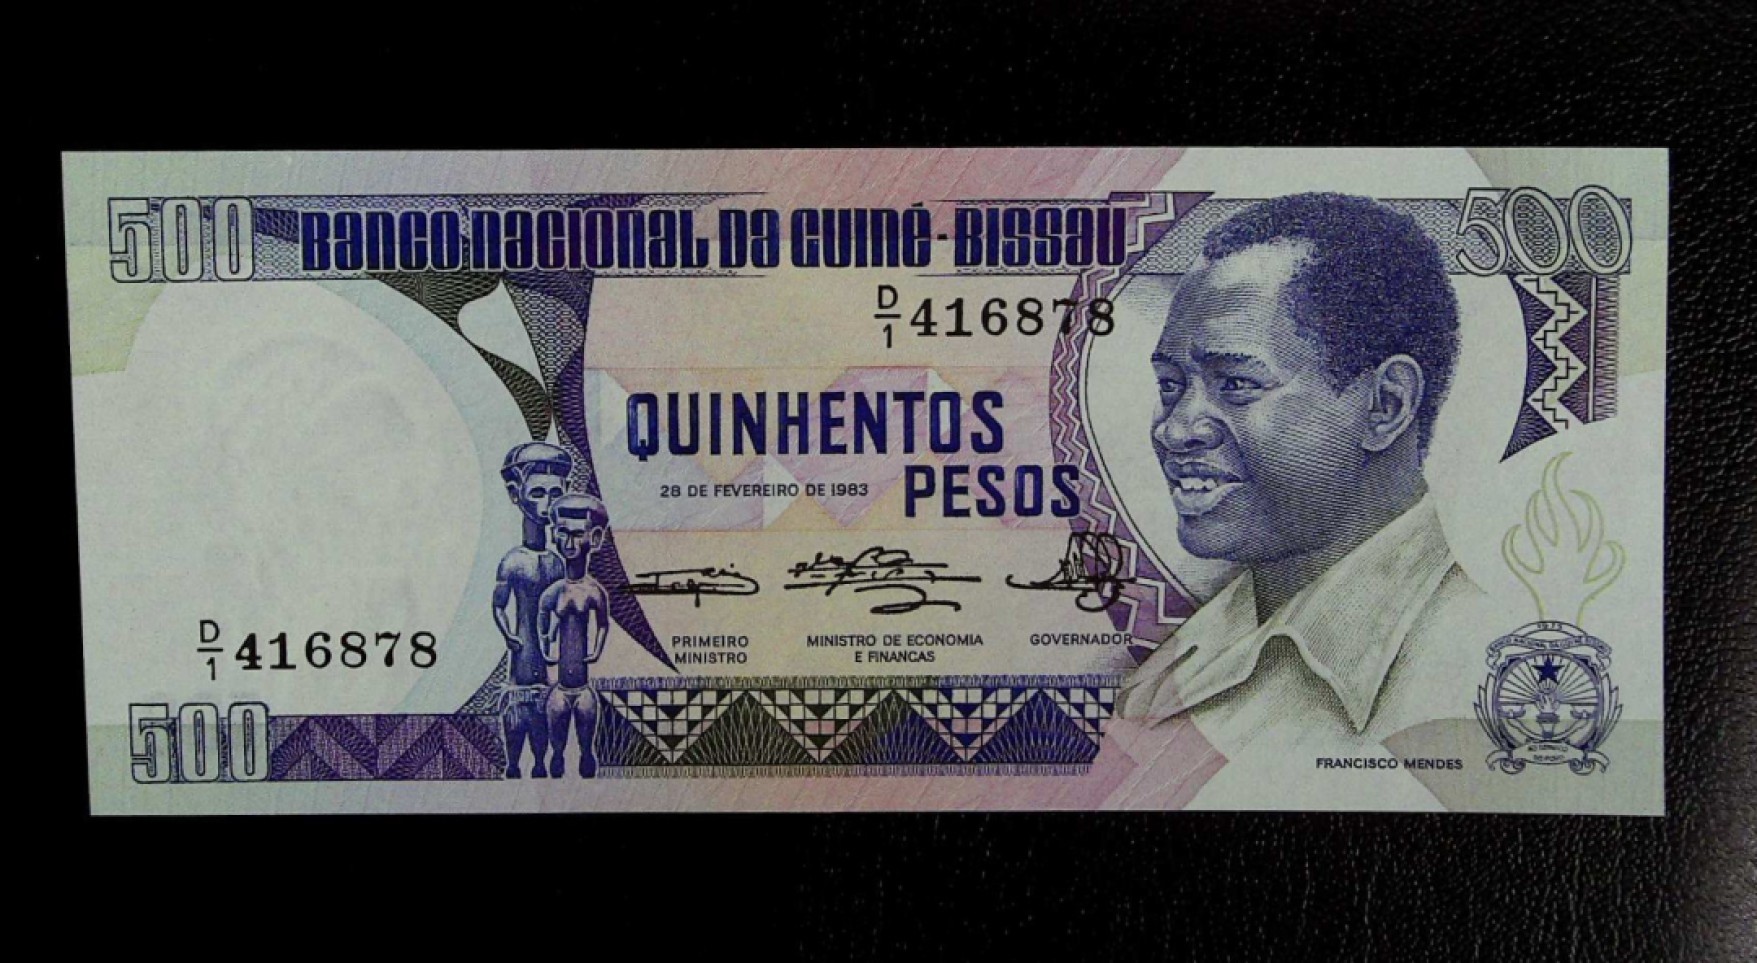 500 BANCO NACIONAL DA GUINÉ-BISSAU 500
D/1 416878
QUINHENTOS
PESOS
28 DE FEVEREIRO DE 1983
PRIMEIRO
MINISTRO
MINISTRO DE ECONOMIA
E FINANCAS
GOVERNADOR
D/1 416878
500
FRANCISCO MENDES